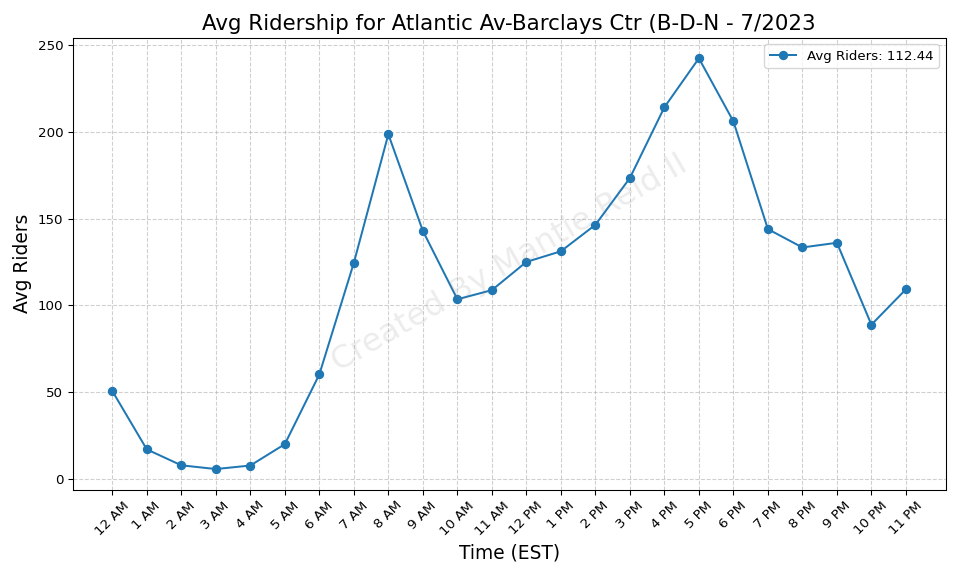 Avg Ridership for Atlantic Av-Barclays Ctr (B-D-N - 7/2023
Avg Riders: 112.44
250
200
150
100
50
0
Avg Riders
Created By Mantie Reid II
12 AM
1 AM
2 AM
3 AM
4 AM
5 AM
6 AM
7 AM
8 AM
9 AM
10 AM
11 AM
12 PM
1 PM
2 PM
3 PM
4 PM
5 PM
6 PM
7 PM
8 PM
9 PM
10 PM
11 PM
Time (EST)